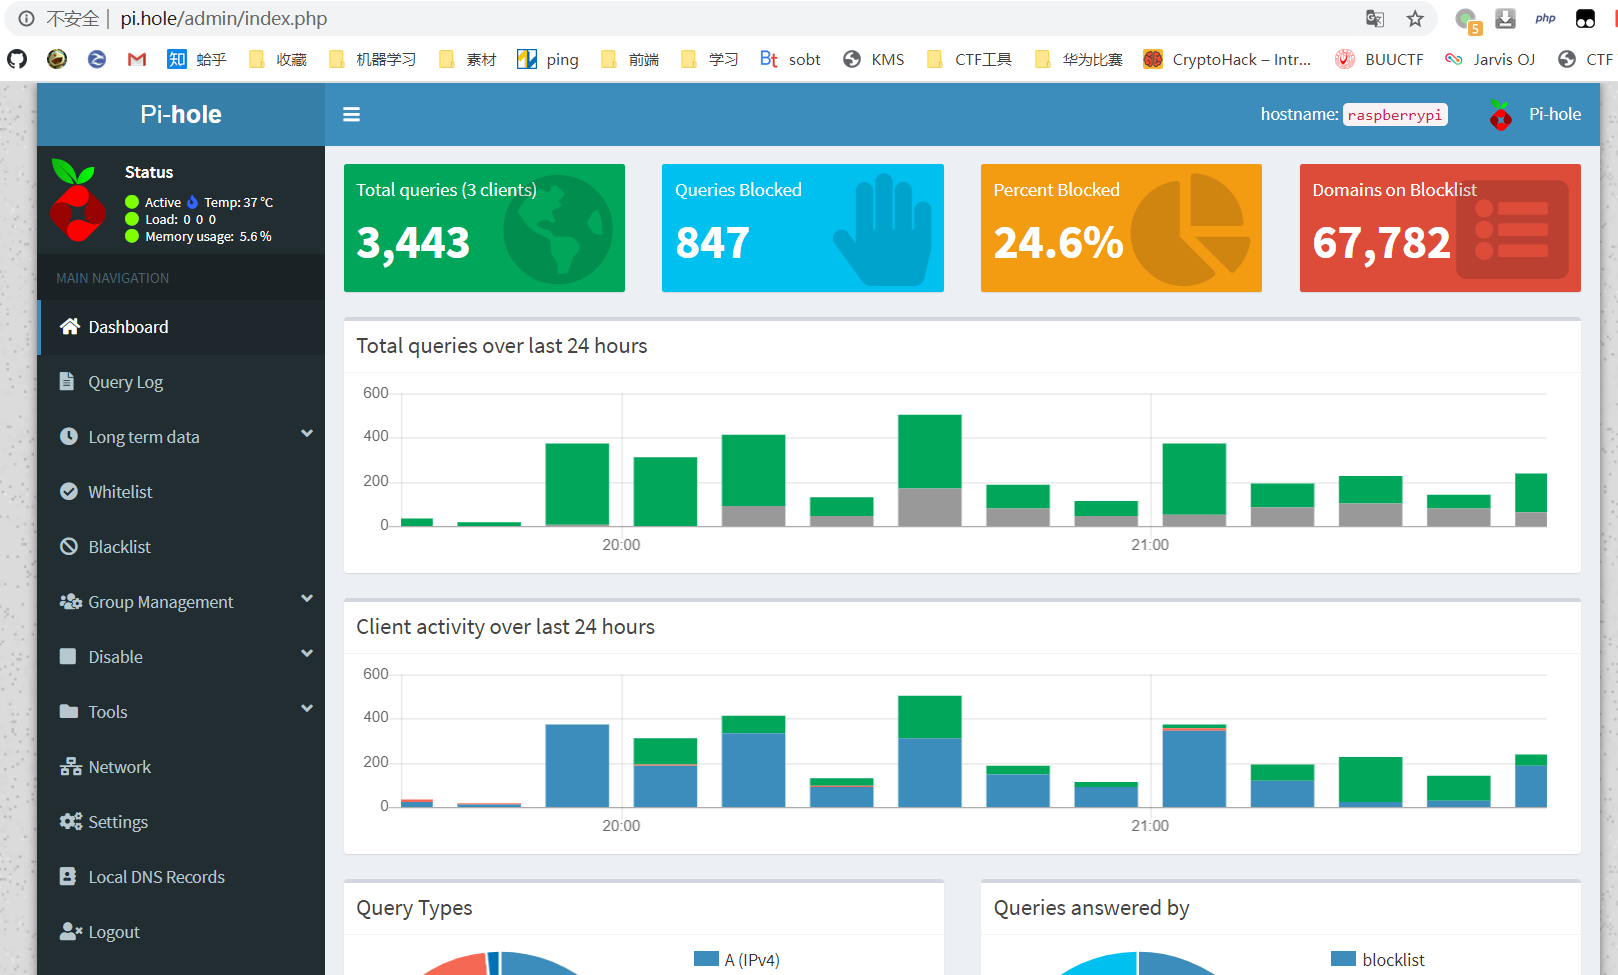 不安全 | pi.hole/admin/index.php
5
php
知 蛤乎 收藏 机器学习 素材 ping 前端 学习 Bt sobt KMS CTF工具 华为比赛 CryptoHack – Intr... BUUCTF Jarvis OJ CTF
Pi-hole
hostname: raspberrypi
Pi-hole
Status
Active Temp: 37 °C
Load: 0 0 0
Memory usage: 5.6 %
MAIN NAVIGATION
Dashboard
Query Log
Long term data
Whitelist
Blacklist
Group Management
Disable
Tools
Network
Settings
Local DNS Records
Logout
Total queries (3 clients)
3,443
Queries Blocked
847
Percent Blocked
24.6%
Domains on Blocklist
67,782
Total queries over last 24 hours
600
400
200
0
20:00 21:00
Client activity over last 24 hours
600
400
200
0
20:00 21:00
Query Types
A (IPv4)
Queries answered by
blocklist